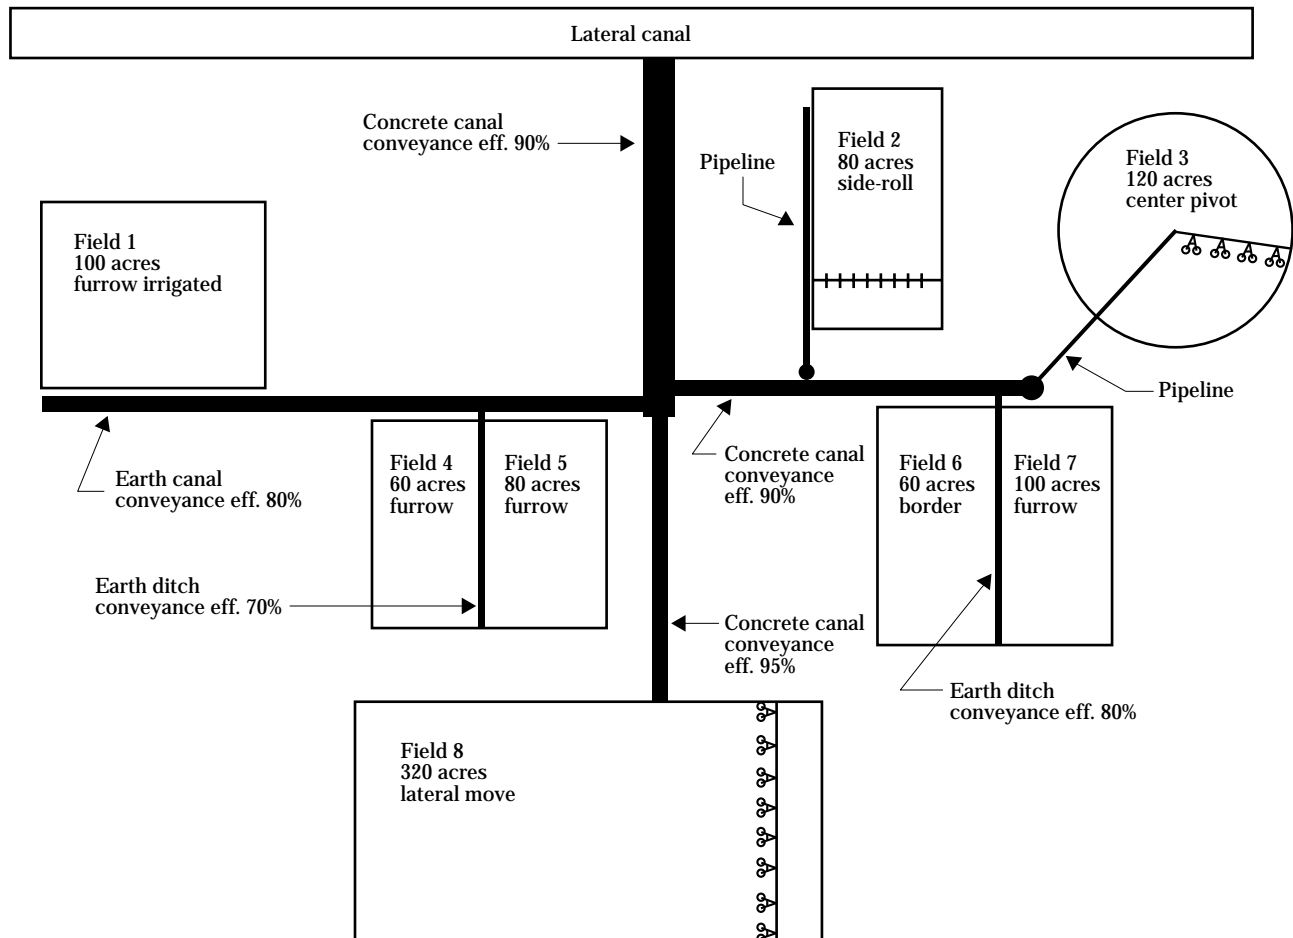 Lateral canal
Concrete canal
conveyance eff. 90%
Pipeline
Field 2
80 acres
side-roll
Field 3
120 acres
center pivot
Field 1
100 acres
furrow irrigated
Pipeline
Earth canal
conveyance eff. 80%
Field 4
60 acres
furrow
Field 5
80 acres
furrow
Concrete canal
conveyance
eff. 90%
Field 6
60 acres
border
Field 7
100 acres
furrow
Earth ditch
conveyance eff. 70%
Concrete canal
conveyance
eff. 95%
Earth ditch
conveyance eff. 80%
Field 8
320 acres
lateral move